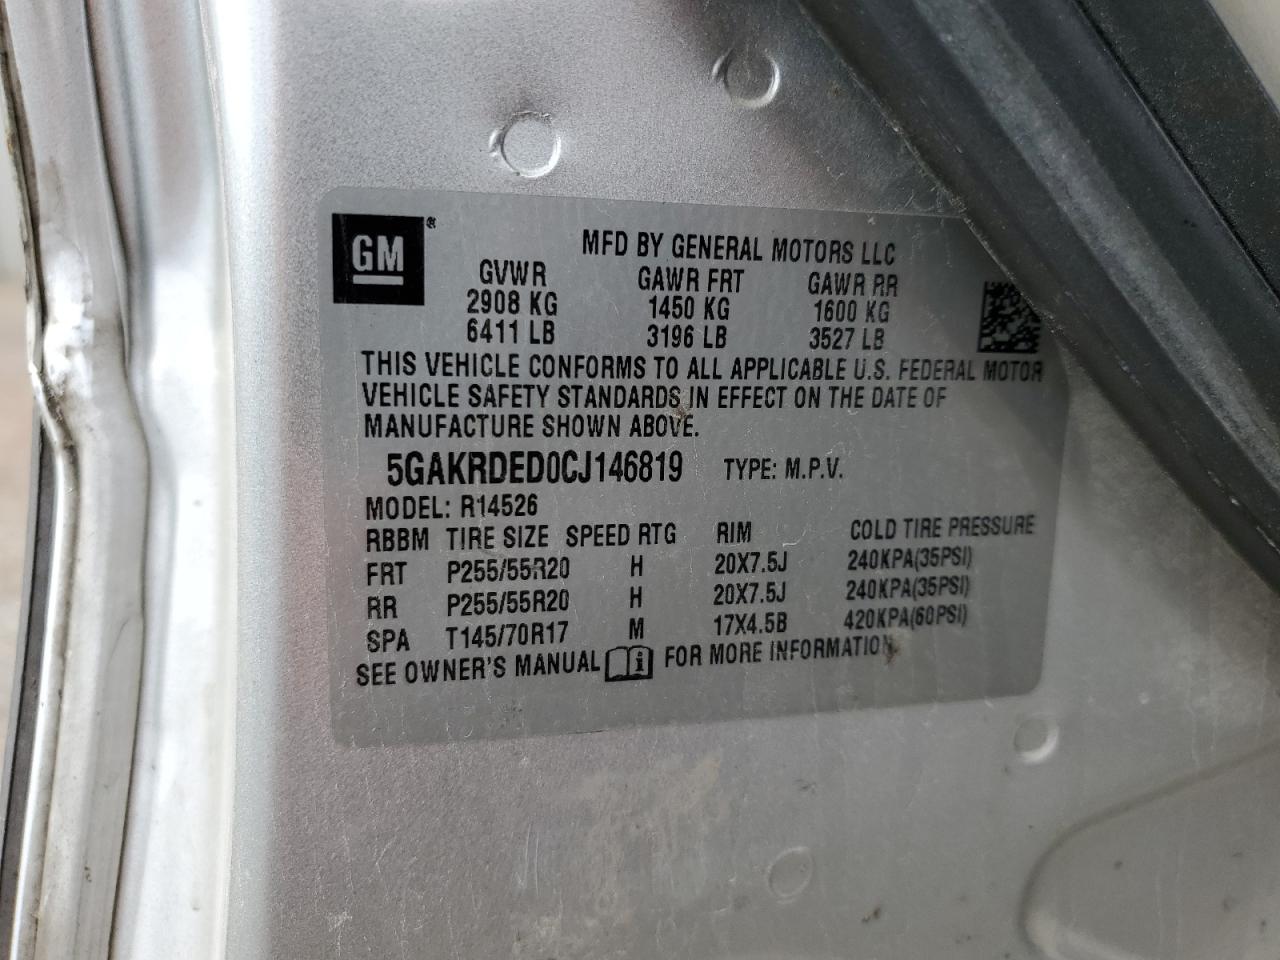 GM ®
MFD BY GENERAL MOTORS LLC
GVWR GAWR FRT GAWR RR
2908 KG 1450 KG 1600 KG
6411 LB 3196 LB 3527 LB
THIS VEHICLE CONFORMS TO ALL APPLICABLE U.S. FEDERAL MOTOR
VEHICLE SAFETY STANDARDS IN EFFECT ON THE DATE OF
MANUFACTURE SHOWN ABOVE.
5GAKRDED0CJ146819 TYPE: M.P.V.
MODEL: R14526
RBBM TIRE SIZE SPEED RTG RIM COLD TIRE PRESSURE
FRT P255/55R20 H 20X7.5J 240KPA(35PSI)
RR P255/55R20 H 20X7.5J 240KPA(35PSI)
SPA T145/70R17 M 17X4.5B 420KPA(60PSI)
SEE OWNER'S MANUAL i FOR MORE INFORMATION